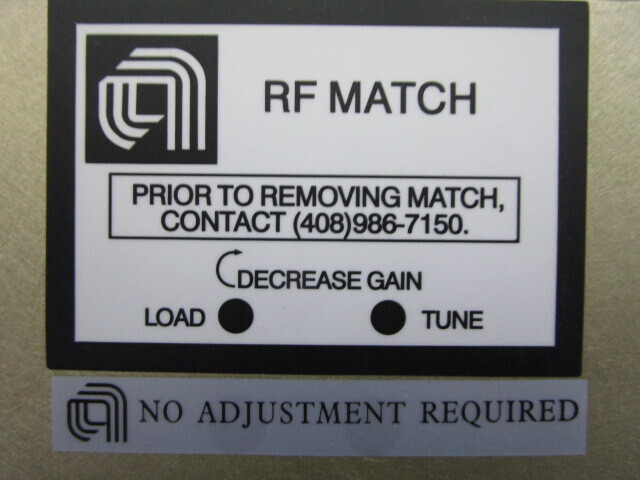 RF MATCH
PRIOR TO REMOVING MATCH,
CONTACT (408)986-7150.
DECREASE GAIN
LOAD TUNE
NO ADJUSTMENT REQUIRED